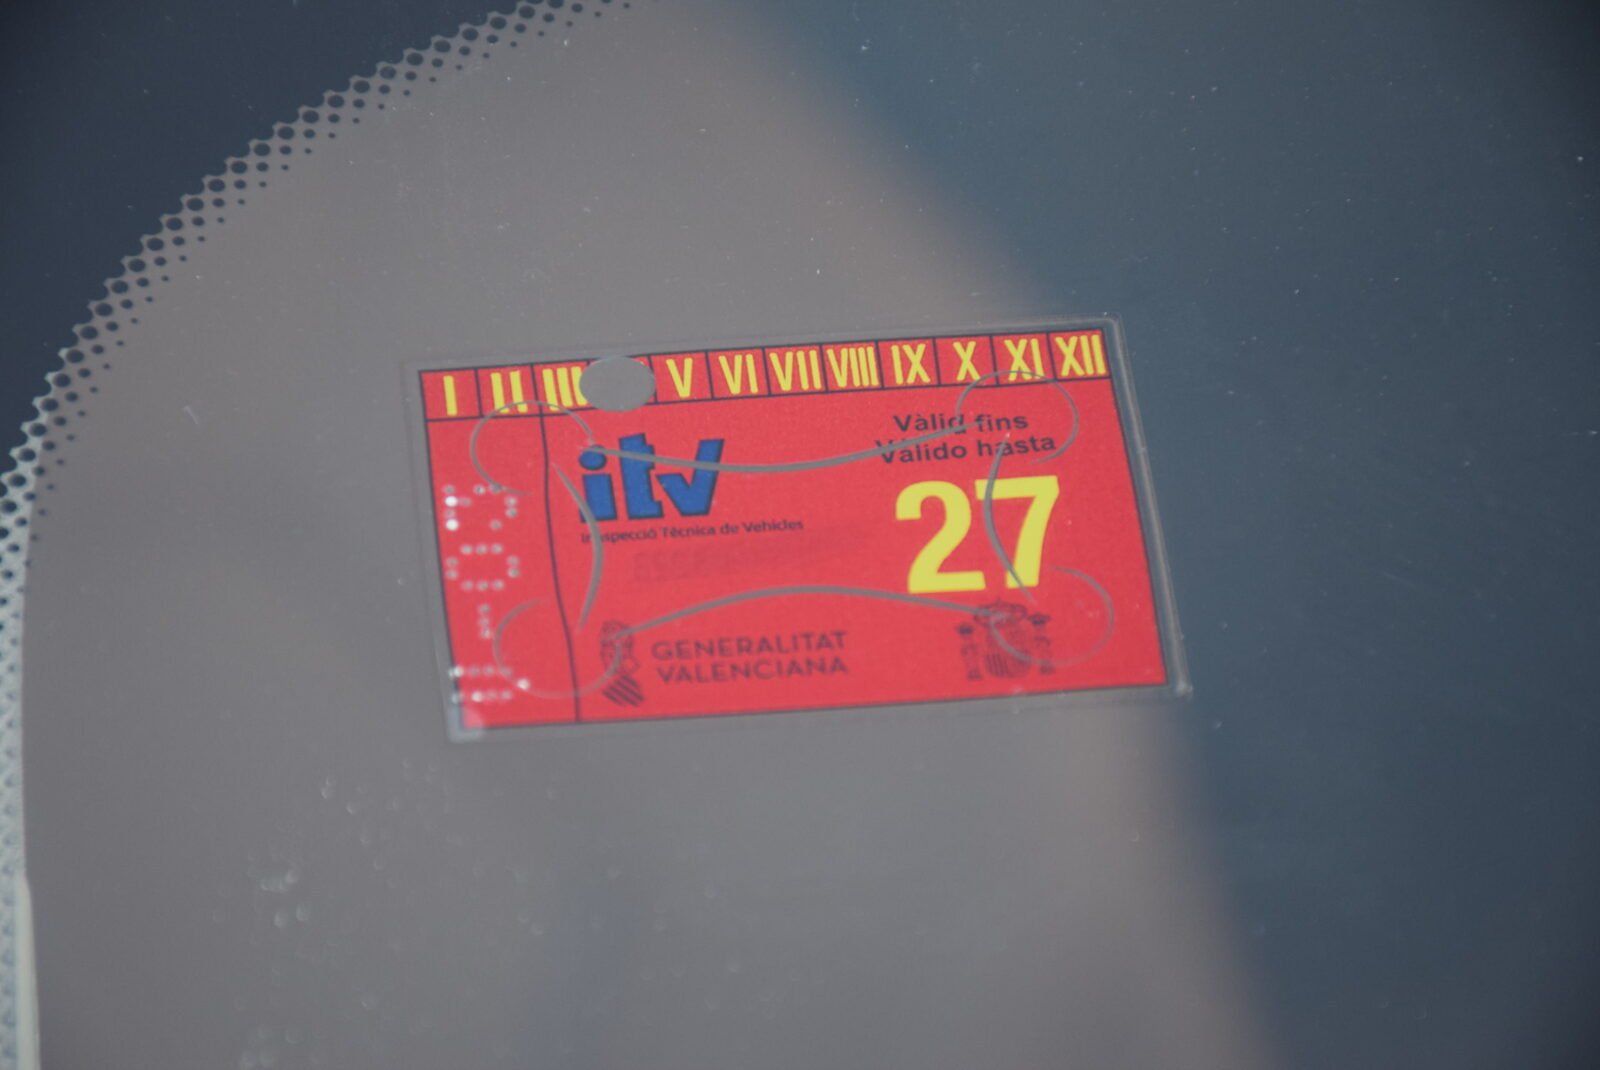 I II III V VI VII VIII IX X XI XII
Vàlid fins
Válido hasta
itv
27
Inspecció Tècnica de Vehicles
GENERALITAT
VALENCIANA